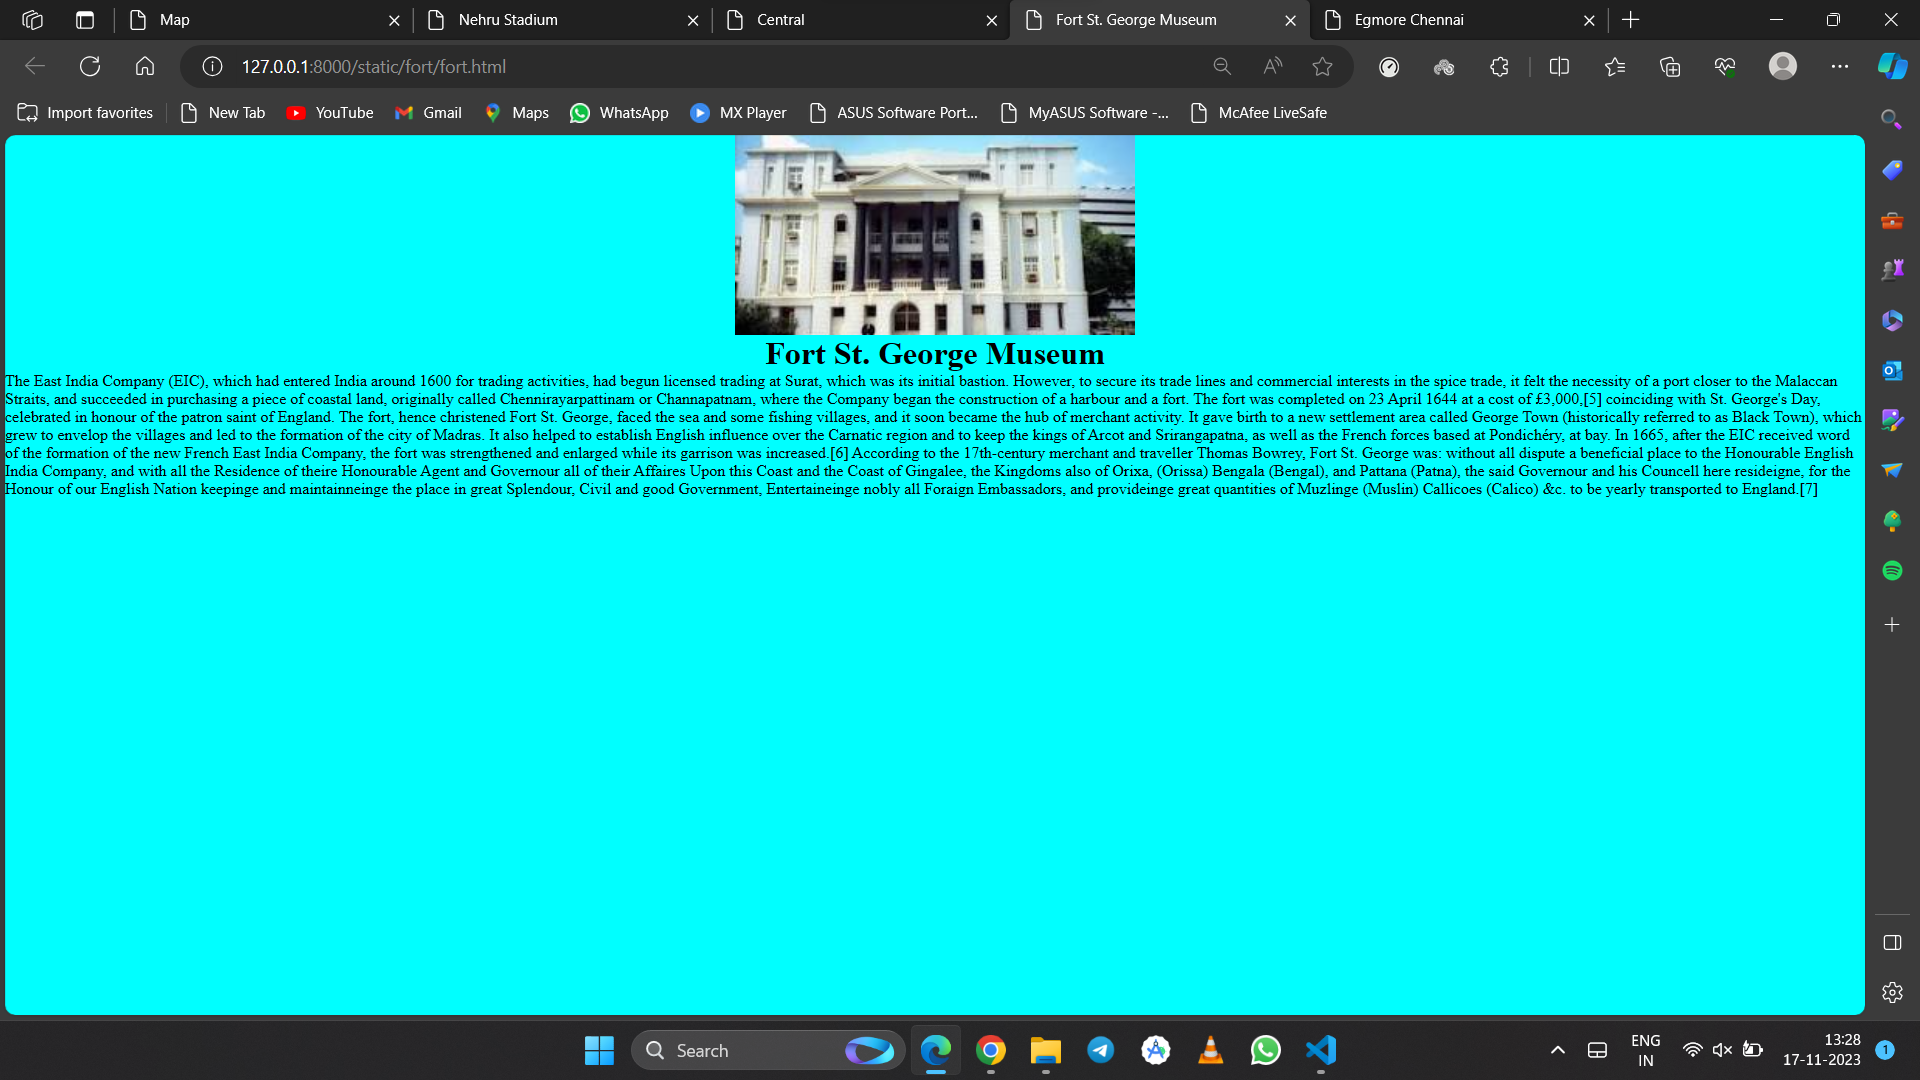 Map
Nehru Stadium
Central
Fort St. George Museum
Egmore Chennai
127.0.0.1:8000/static/fort/fort.html
Import favorites
New Tab
YouTube
Gmail
Maps
WhatsApp
MX Player
ASUS Software Port...
MyASUS Software -...
McAfee LiveSafe
Fort St. George Museum
The East India Company (EIC), which had entered India around 1600 for trading activities, had begun licensed trading at Surat, which was its initial bastion. However, to secure its trade lines and commercial interests in the spice trade, it felt the necessity of a port closer to the Malaccan
Straits, and succeeded in purchasing a piece of coastal land, originally called Chennirayarpattinam or Channapatnam, where the Company began the construction of a harbour and a fort. The fort was completed on 23 April 1644 at a cost of £3,000,[5] coinciding with St. George's Day,
celebrated in honour of the patron saint of England. The fort, hence christened Fort St. George, faced the sea and some fishing villages, and it soon became the hub of merchant activity. It gave birth to a new settlement area called George Town (historically referred to as Black Town), which
grew to envelop the villages and led to the formation of the city of Madras. It also helped to establish English influence over the Carnatic region and to keep the kings of Arcot and Srirangapatna, as well as the French forces based at Pondichéry, at bay. In 1665, after the EIC received word
of the formation of the new French East India Company, the fort was strengthened and enlarged while its garrison was increased.[6] According to the 17th-century merchant and traveller Thomas Bowrey, Fort St. George was: without all dispute a beneficial place to the Honourable English
India Company, and with all the Residence of theire Honourable Agent and Governour all of their Affaires Upon this Coast and the Coast of Gingalee, the Kingdoms also of Orixa, (Orissa) Bengala (Bengal), and Pattana (Patna), the said Governour and his Councell here resideigne, for the
Honour of our English Nation keepinge and maintainneinge the place in great Splendour, Civil and good Government, Entertaineinge nobly all Foraign Embassadors, and provideinge great quantities of Muzlinge (Muslin) Callicoes (Calico) &c. to be yearly transported to England.[7]
Search
ENG
IN
13:28
17-11-2023
1